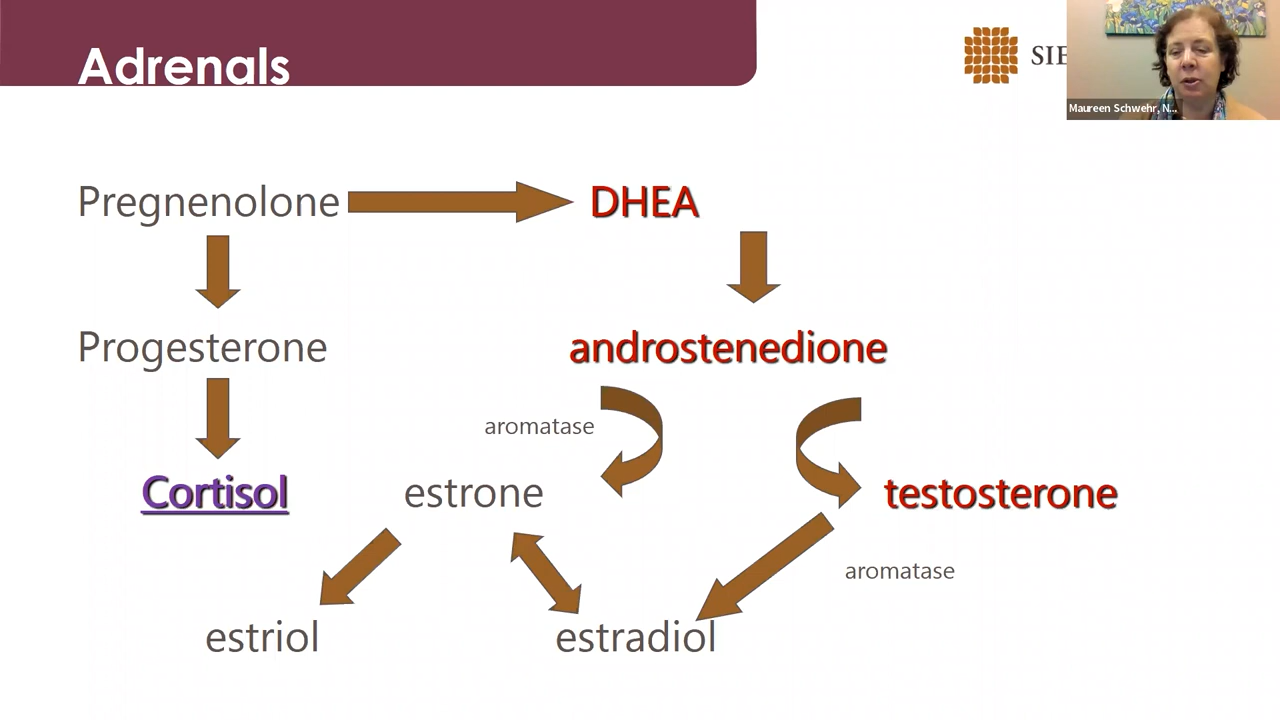 Adrenals
SIE
Maureen Schwehr, N...
Pregnenolone
DHEA
Progesterone
androstenedione
aromatase
Cortisol
estrone
testosterone
aromatase
estriol
estradiol